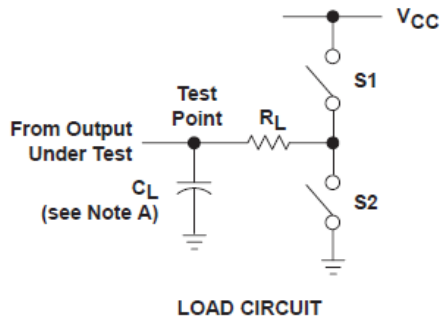 VCC
S1
Test
Point
RL
From Output
Under Test
CL
(see Note A)
S2
LOAD CIRCUIT